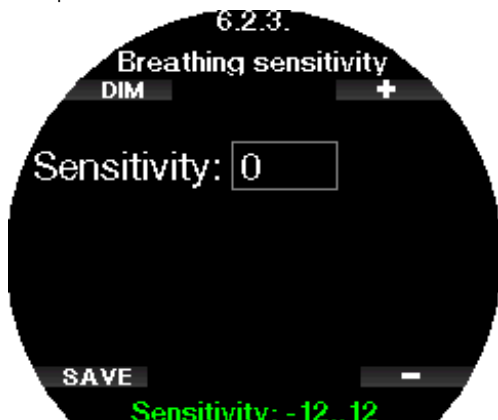 6.2.3.
Breathing sensitivity
DIM +
Sensitivity: 0
SAVE -
Sensitivity: -12..12